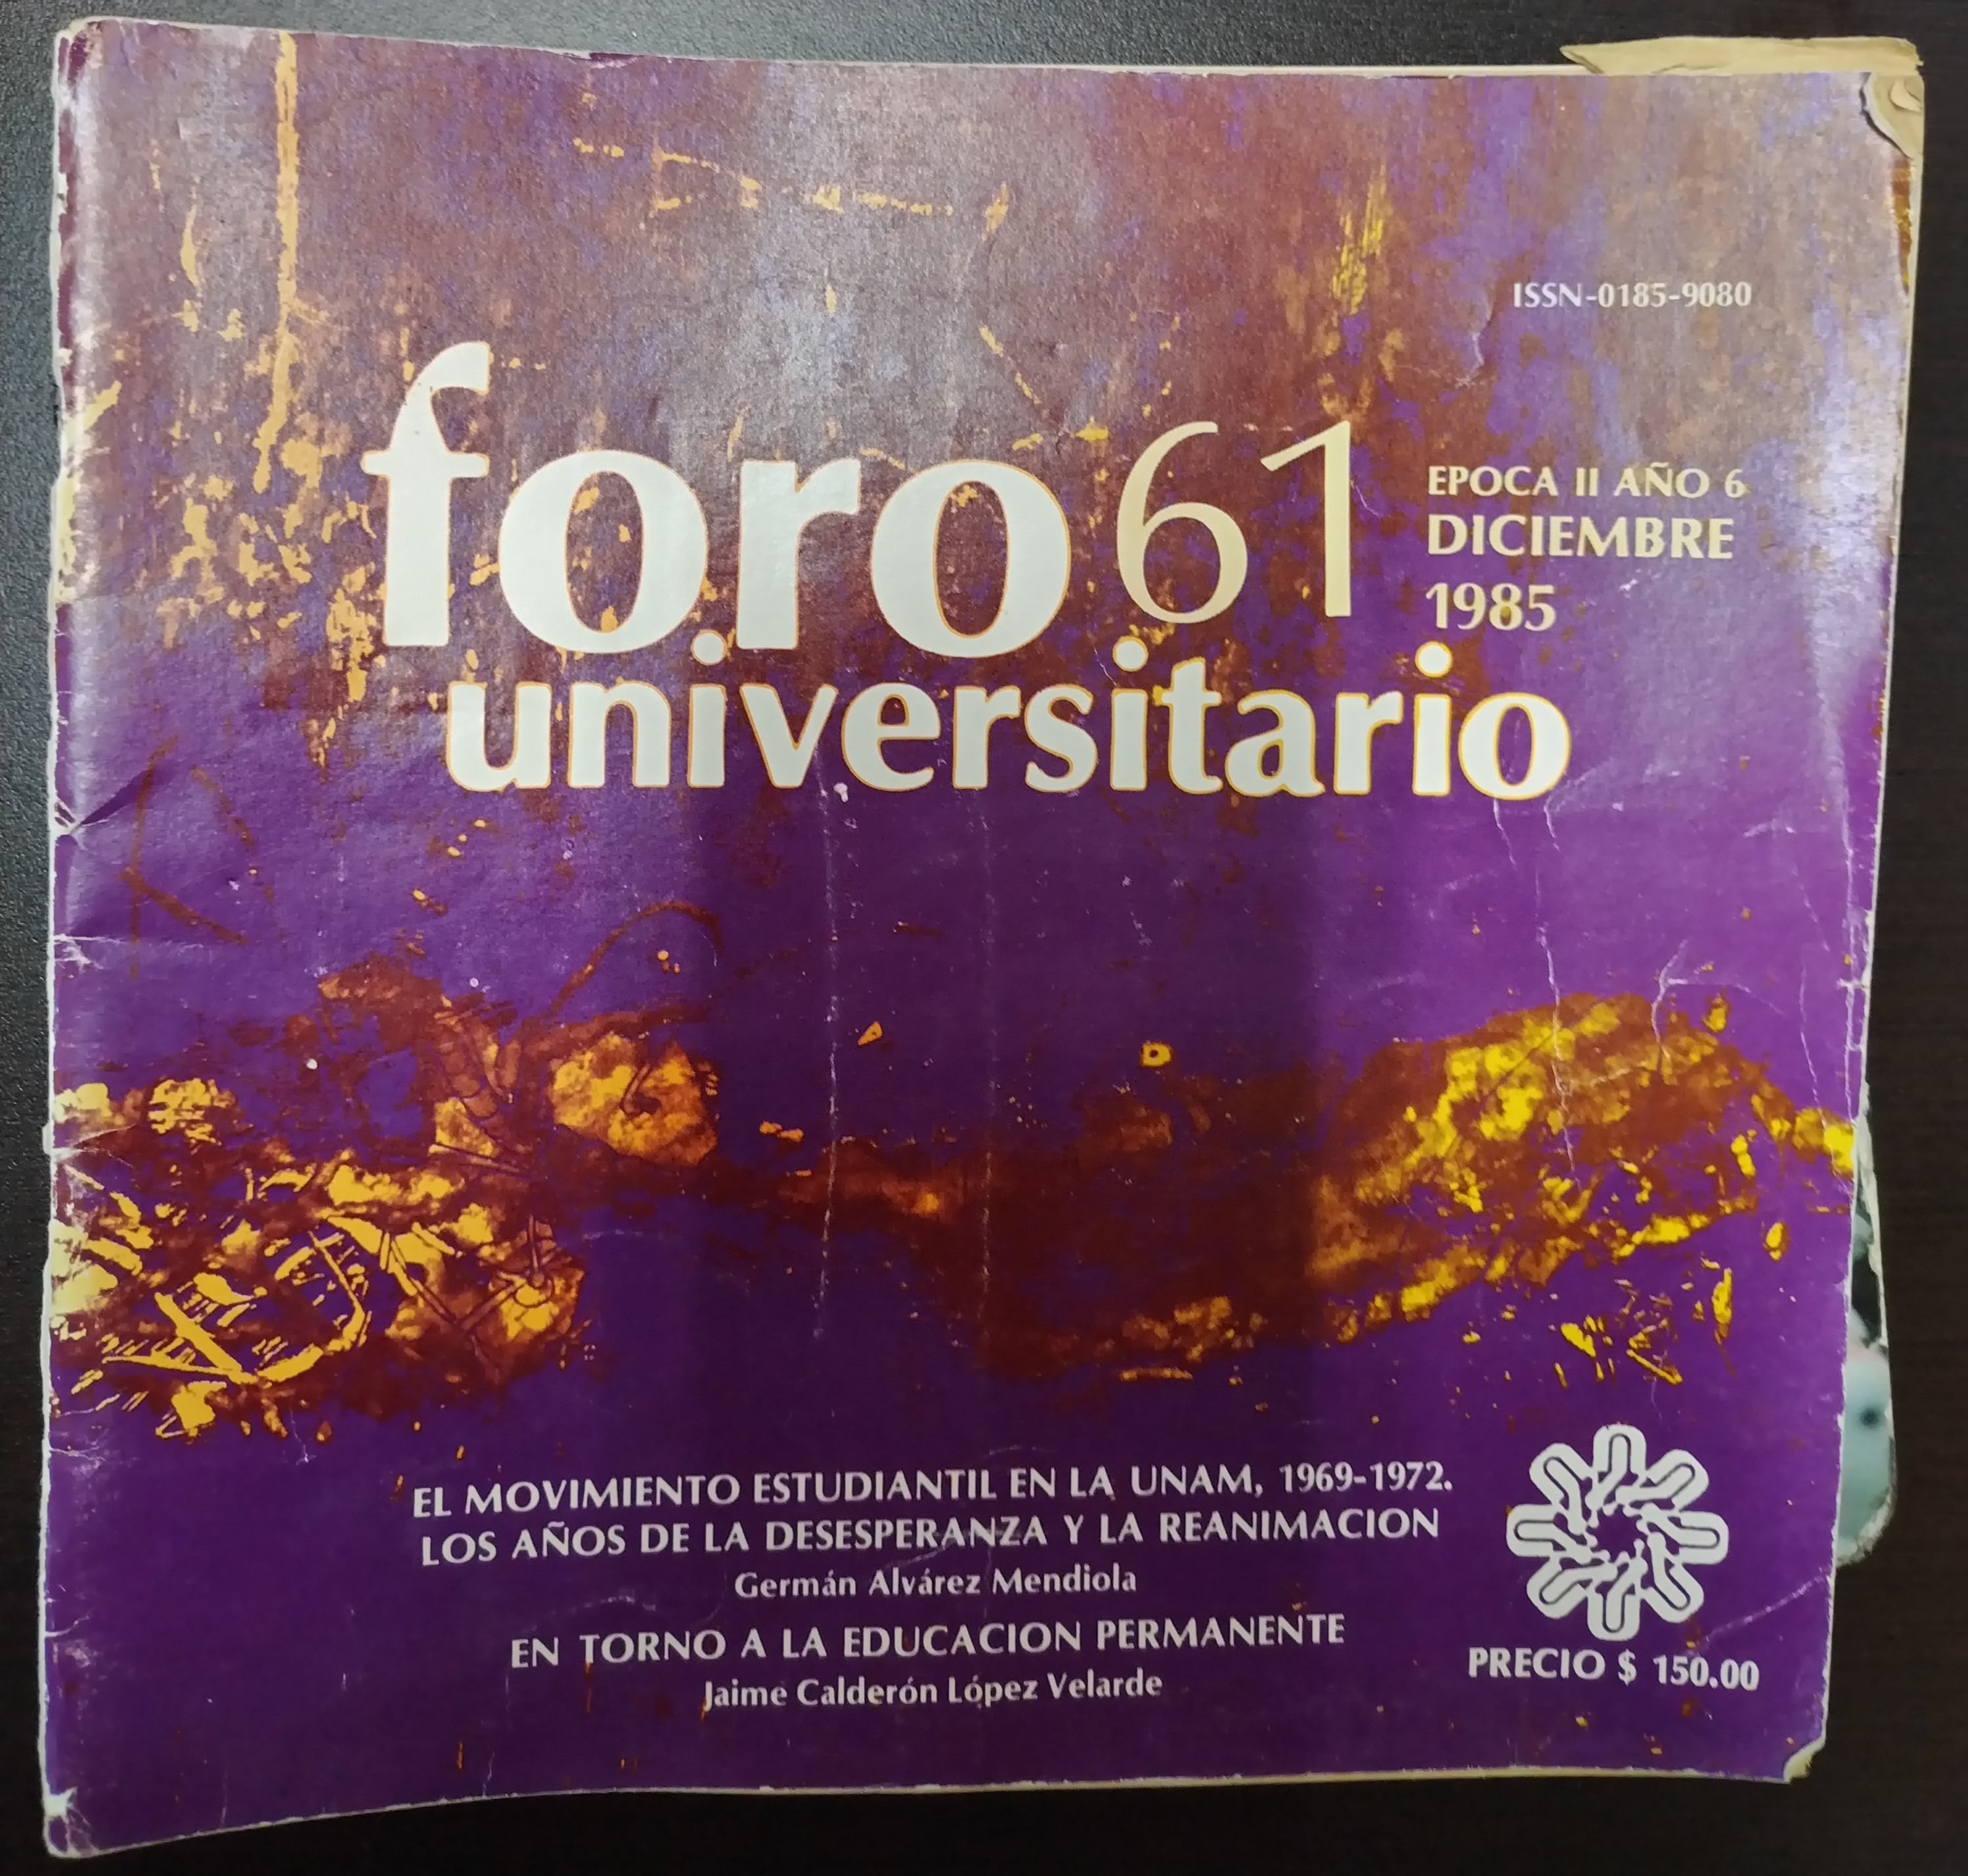 ISSN-0185-9080
foro 61
EPOCA II AÑO 6
DICIEMBRE
1985
universitario
EL MOVIMIENTO ESTUDIANTIL EN LA UNAM, 1969-1972.
LOS AÑOS DE LA DESESPERANZA Y LA REANIMACION
Germán Alvárez Mendiola
EN TORNO A LA EDUCACION PERMANENTE
Jaime Calderón López Velarde
PRECIO $ 150.00